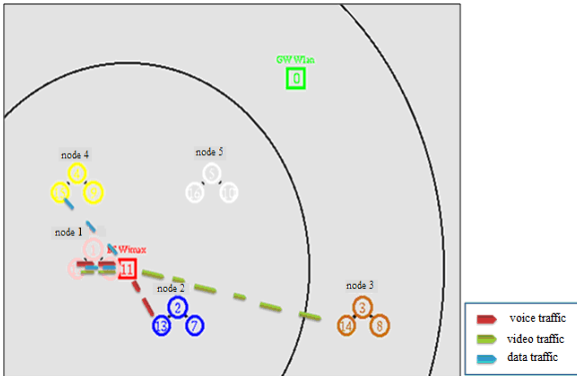 GW Wlan
0
node 4
node 5
node 1
1
11
node 2
2
13
7
node 3
3
14
8
voice traffic
video traffic
data traffic